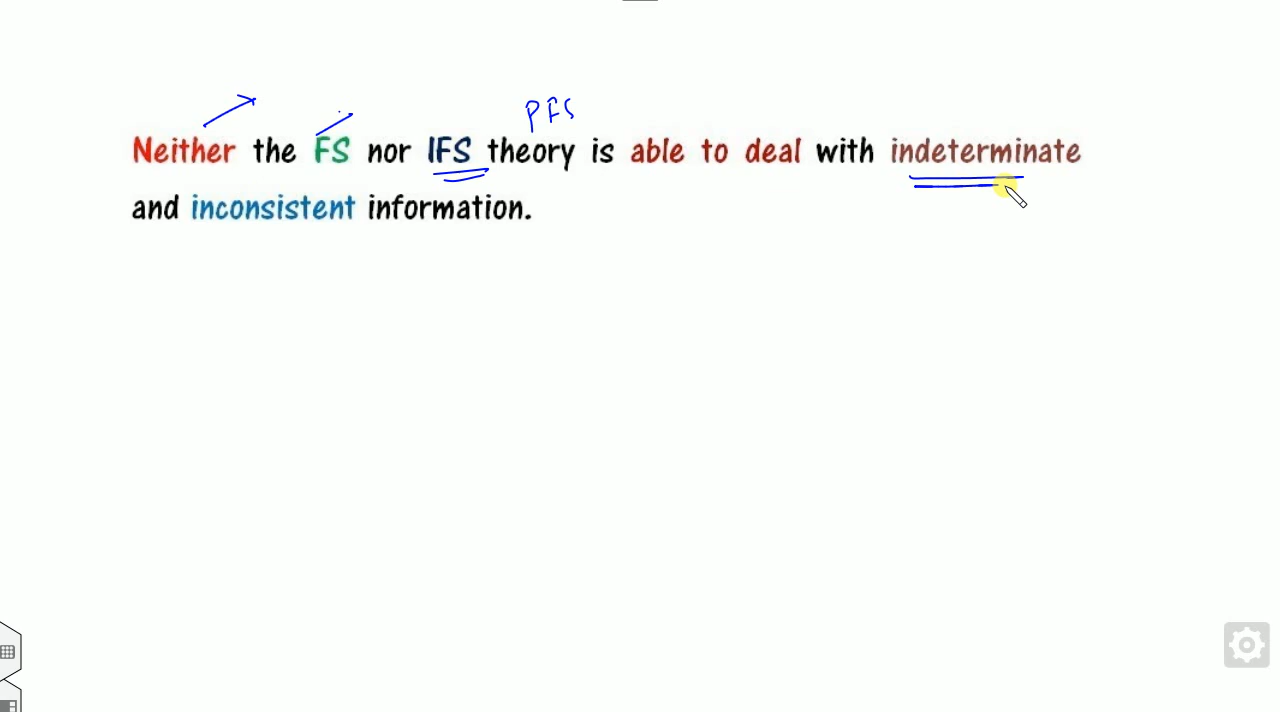 PFS
Neither the FS nor IFS theory is able to deal with indeterminate
and inconsistent information.